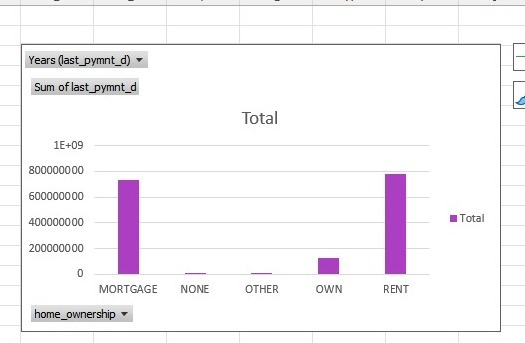 Years (last_pymnt_d)
Sum of last_pymnt_d
Total
1E+09
800000000
600000000
400000000
200000000
0
MORTGAGE NONE OTHER OWN RENT
Total
home_ownership